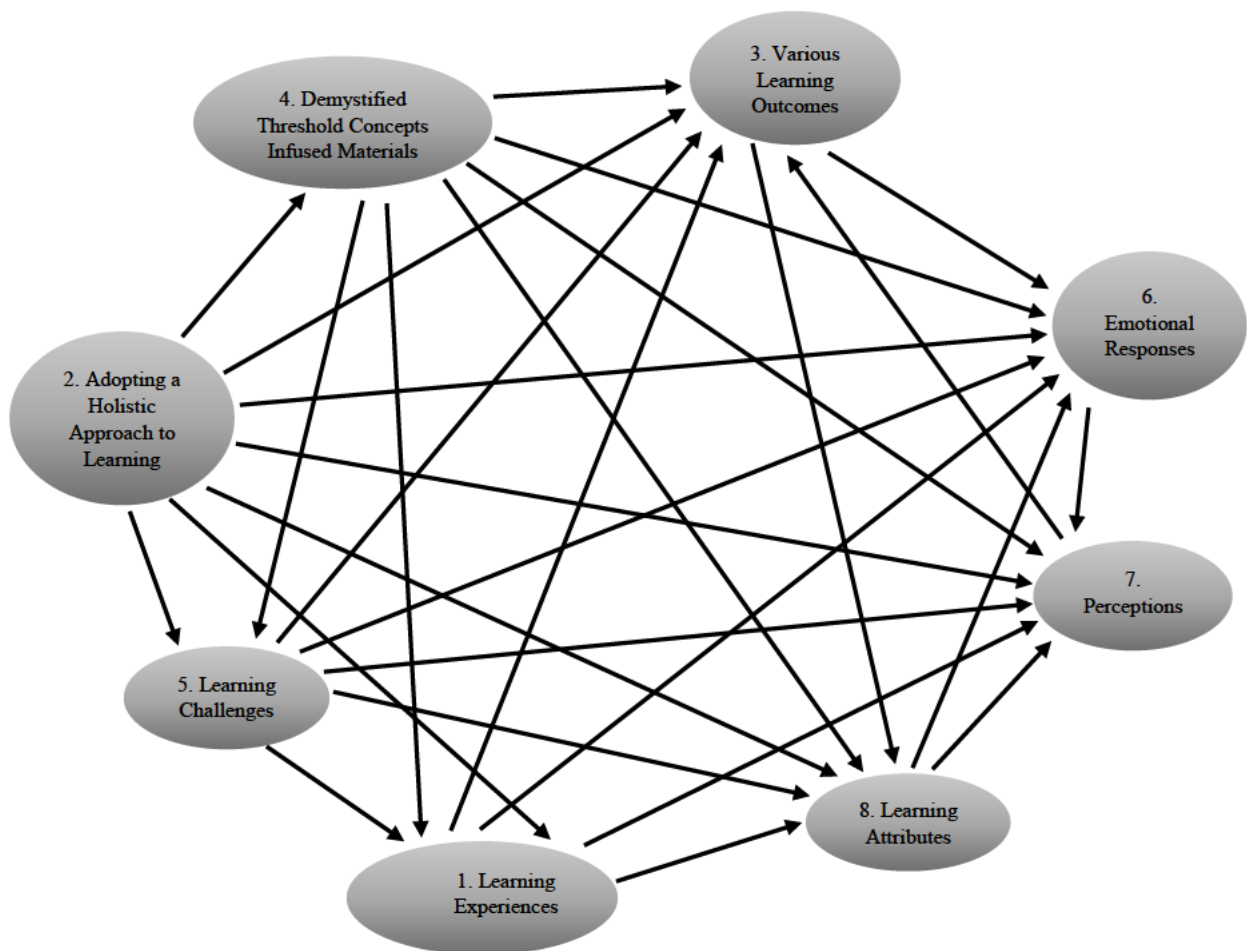 3. Various
Learning
Outcomes
4. Demystified
Threshold Concepts
Infused Materials
6.
Emotional
Responses
2. Adopting a
Holistic
Approach to
Learning
7.
Perceptions
5. Learning
Challenges
8. Learning
Attributes
1. Learning
Experiences